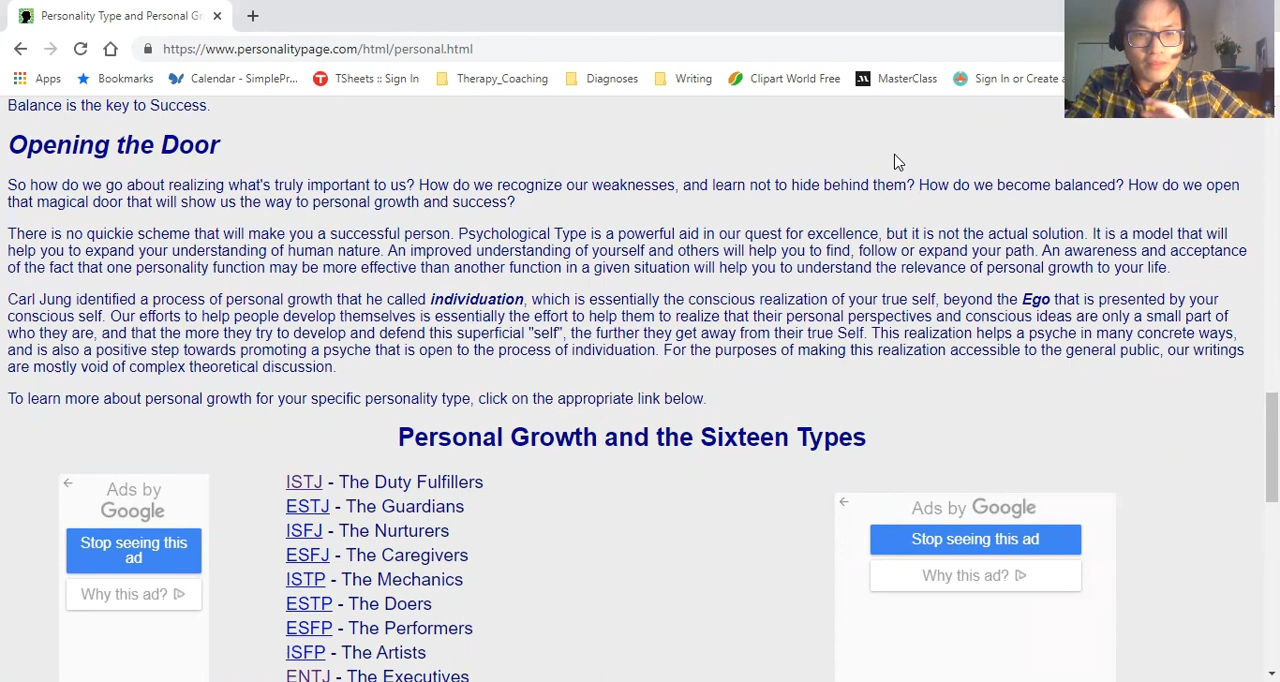 Personality Type and Personal Gr
https://www.personalitypage.com/html/personal.html
Apps Bookmarks Calendar - SimplePr... TSheets :: Sign In Therapy_Coaching Diagnoses Writing Clipart World Free MasterClass Sign In or Create a
Balance is the key to Success.
Opening the Door
So how do we go about realizing what's truly important to us? How do we recognize our weaknesses, and learn not to hide behind them? How do we become balanced? How do we open
that magical door that will show us the way to personal growth and success?
There is no quickie scheme that will make you a successful person. Psychological Type is a powerful aid in our quest for excellence, but it is not the actual solution. It is a model that will
help you to expand your understanding of human nature. An improved understanding of yourself and others will help you to find, follow or expand your path. An awareness and acceptance
of the fact that one personality function may be more effective than another function in a given situation will help you to understand the relevance of personal growth to your life.
Carl Jung identified a process of personal growth that he called individuation, which is essentially the conscious realization of your true self, beyond the Ego that is presented by your
conscious self. Our efforts to help people develop themselves is essentially the effort to help them to realize that their personal perspectives and conscious ideas are only a small part of
who they are, and that the more they try to develop and defend this superficial "self", the further they get away from their true Self. This realization helps a psyche in many concrete ways,
and is also a positive step towards promoting a psyche that is open to the process of individuation. For the purposes of making this realization accessible to the general public, our writings
are mostly void of complex theoretical discussion.
To learn more about personal growth for your specific personality type, click on the appropriate link below.
Personal Growth and the Sixteen Types
Ads by
Google
Stop seeing this
ad
Why this ad?
ISTJ - The Duty Fulfillers
ESTJ - The Guardians
ISFJ - The Nurturers
ESFJ - The Caregivers
ISTP - The Mechanics
ESTP - The Doers
ESFP - The Performers
ISFP - The Artists
ENTJ - The Executives
Ads by Google
Stop seeing this ad
Why this ad?